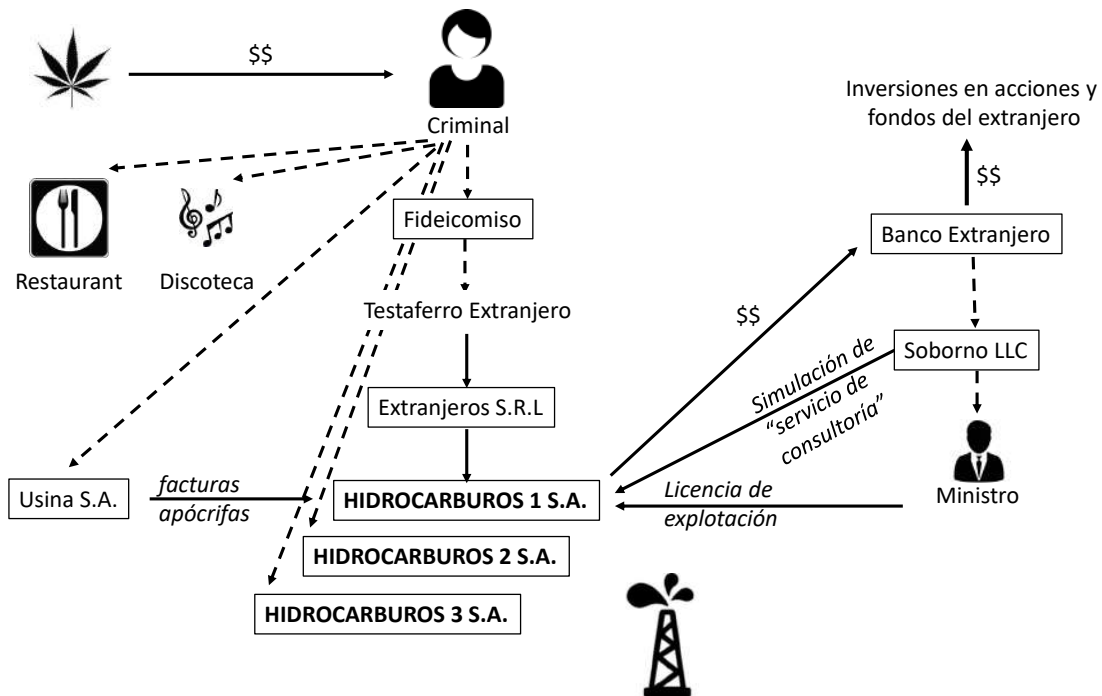 $$
Criminal
Inversiones en acciones y
fondos del extranjero
$$
Fideicomiso
Banco Extranjero
Restaurant
Discoteca
Testaferro Extranjero
$$
Soborno LLC
Simulación de
“servicio de
consultoría”
Extranjeros S.R.L
Usina S.A.
facturas
apócrifas
HIDROCARBUROS 1 S.A.
Licencia de
explotación
Ministro
HIDROCARBUROS 2 S.A.
HIDROCARBUROS 3 S.A.